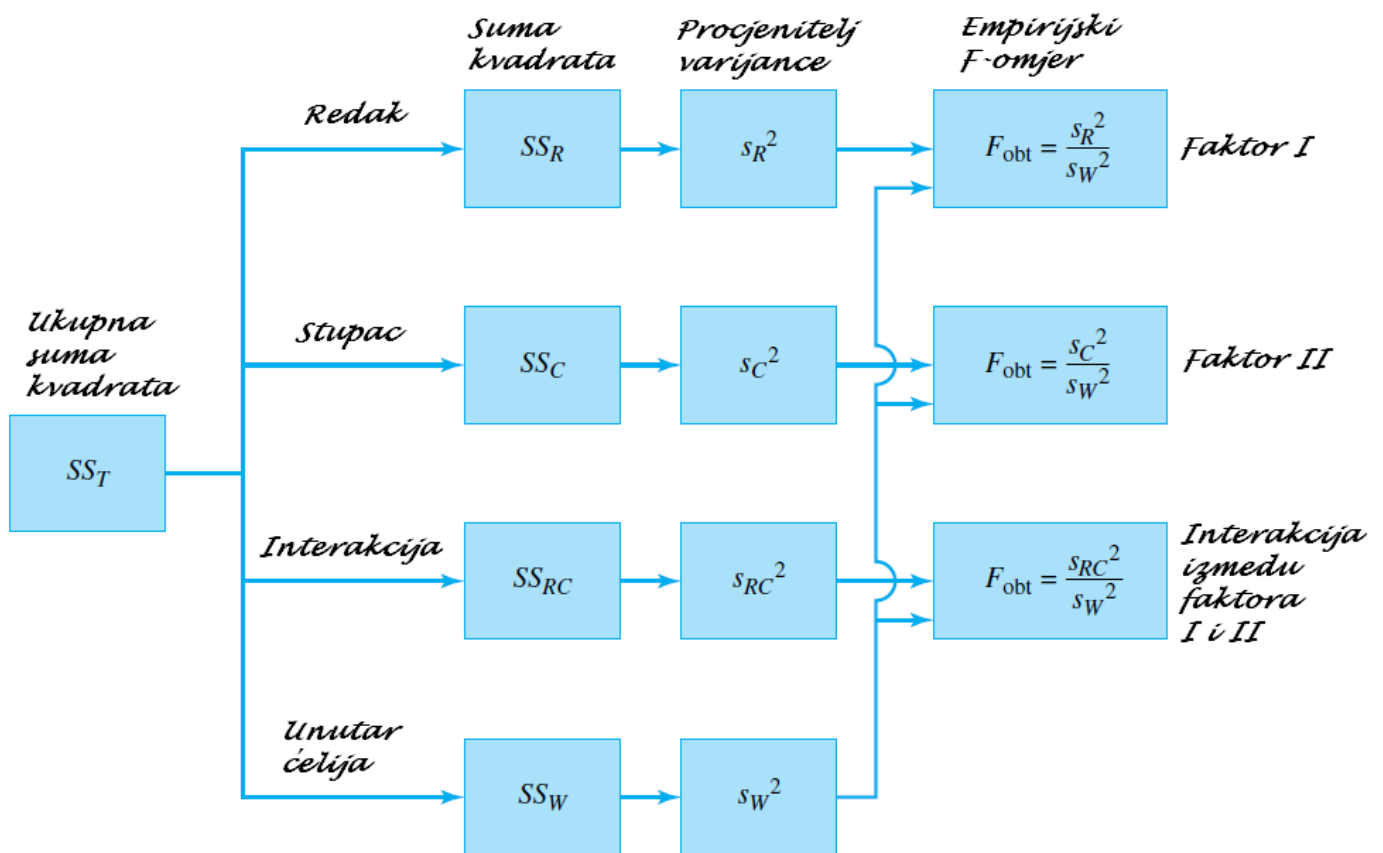 Suma
kvadrata
Procjenitelj
varijance
Empirijski
F-omjer
Redak
SS_R
s_R^2
F_obt = s_R^2 / s_W^2
Faktor I
Ukupna
suma
kvadrata
SS_T
Stupac
SS_C
s_C^2
F_obt = s_C^2 / s_W^2
Faktor II
Interakcija
SS_RC
s_RC^2
F_obt = s_RC^2 / s_W^2
Interakcija
izmedu
faktora
I i II
Unutar
ćelija
SS_W
s_W^2